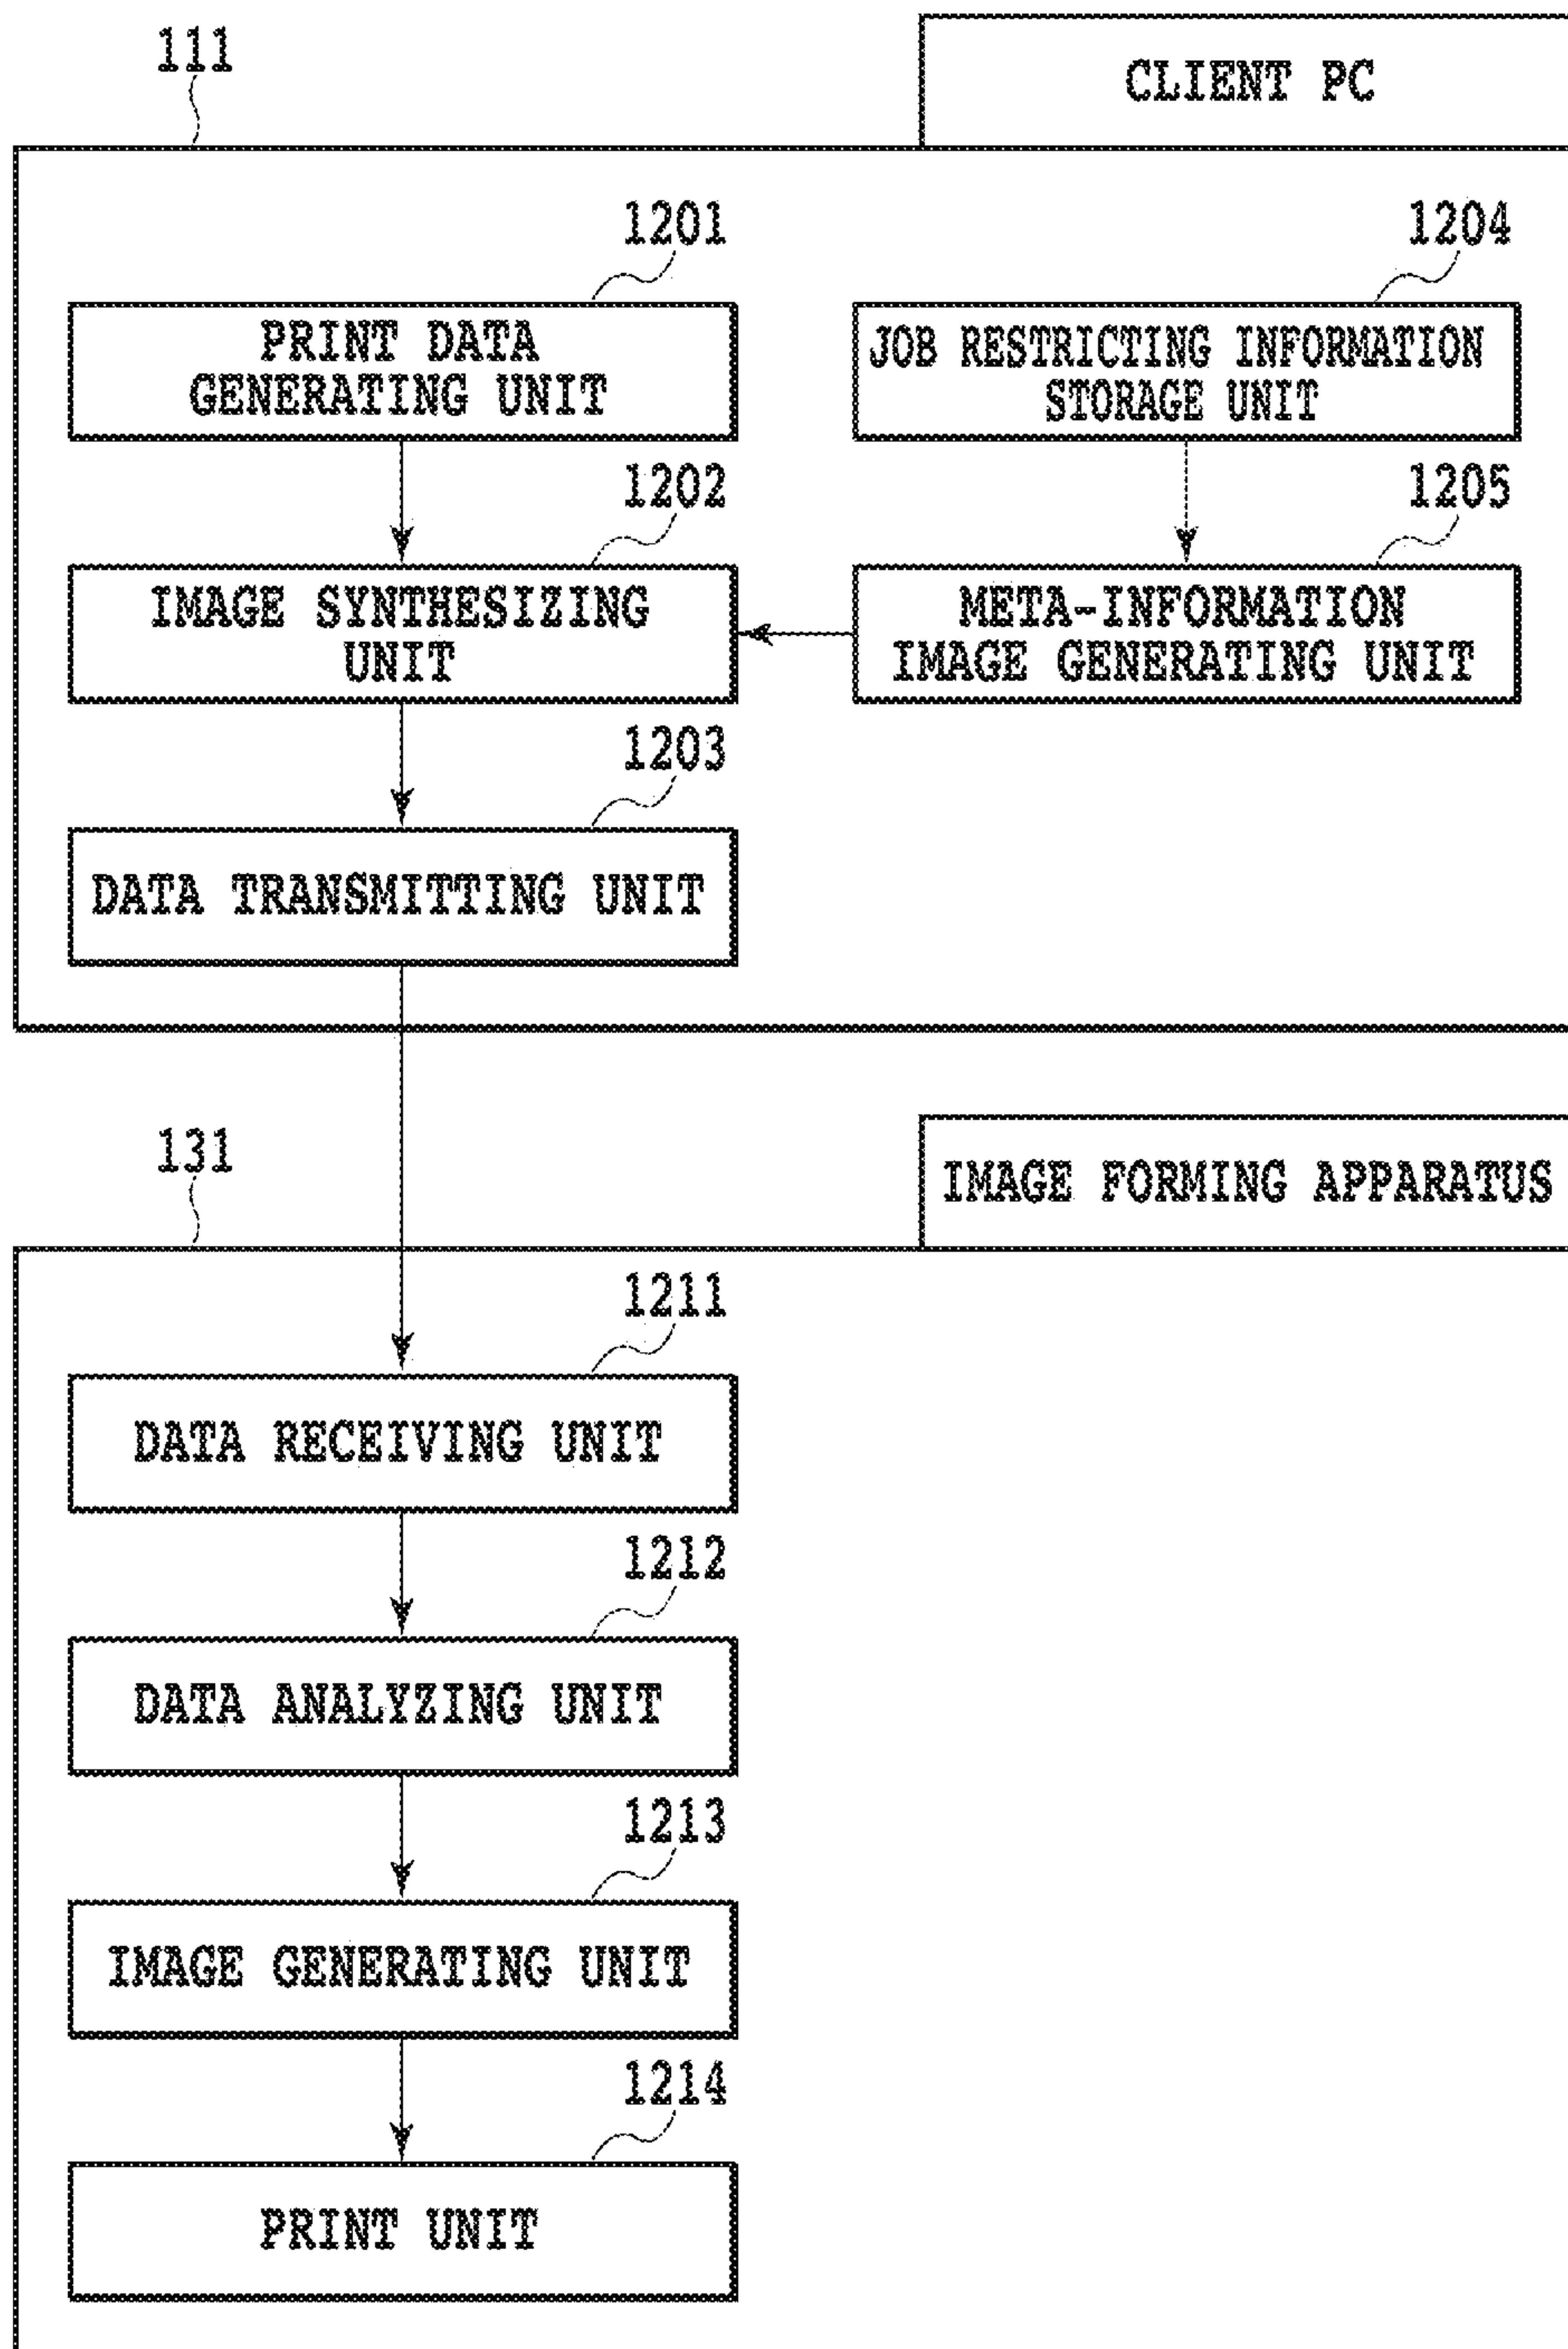 111
CLIENT PC
1201
PRINT DATA
GENERATING UNIT
1204
JOB RESTRICTING INFORMATION
STORAGE UNIT
1202
IMAGE SYNTHESIZING
UNIT
1205
META-INFORMATION
IMAGE GENERATING UNIT
1203
DATA TRANSMITTING UNIT
131
IMAGE FORMING APPARATUS
1211
DATA RECEIVING UNIT
1212
DATA ANALYZING UNIT
1213
IMAGE GENERATING UNIT
1214
PRINT UNIT